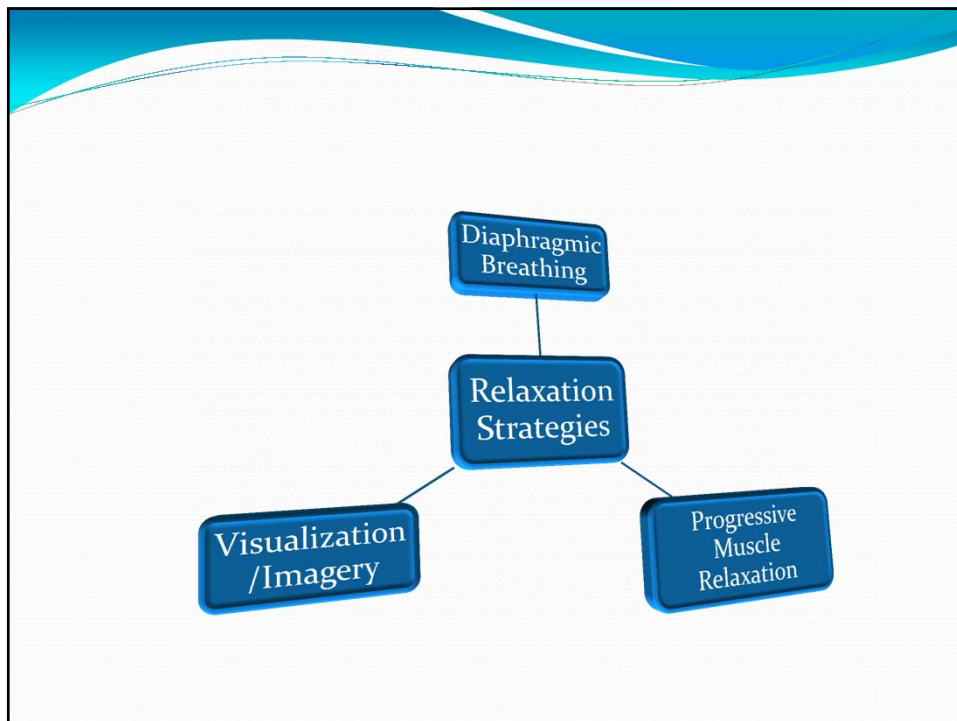 Diaphragmic
Breathing
Relaxation
Strategies
Visualization
/Imagery
Progressive
Muscle
Relaxation